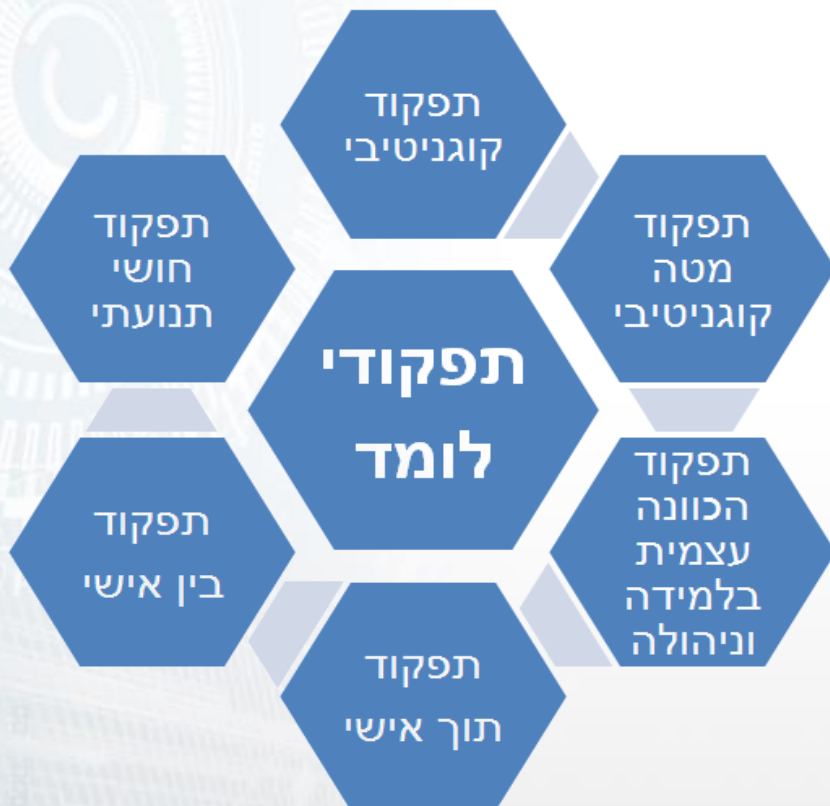 תפקוד
קוגניטיבי
תפקוד
מטה
קוגניטיבי
תפקוד
הכוונה
עצמית
בלמידה
וניהולה
תפקוד
תוך אישי
תפקוד
בין אישי
תפקוד
חושי
תנועתי
תפקודי
לומד